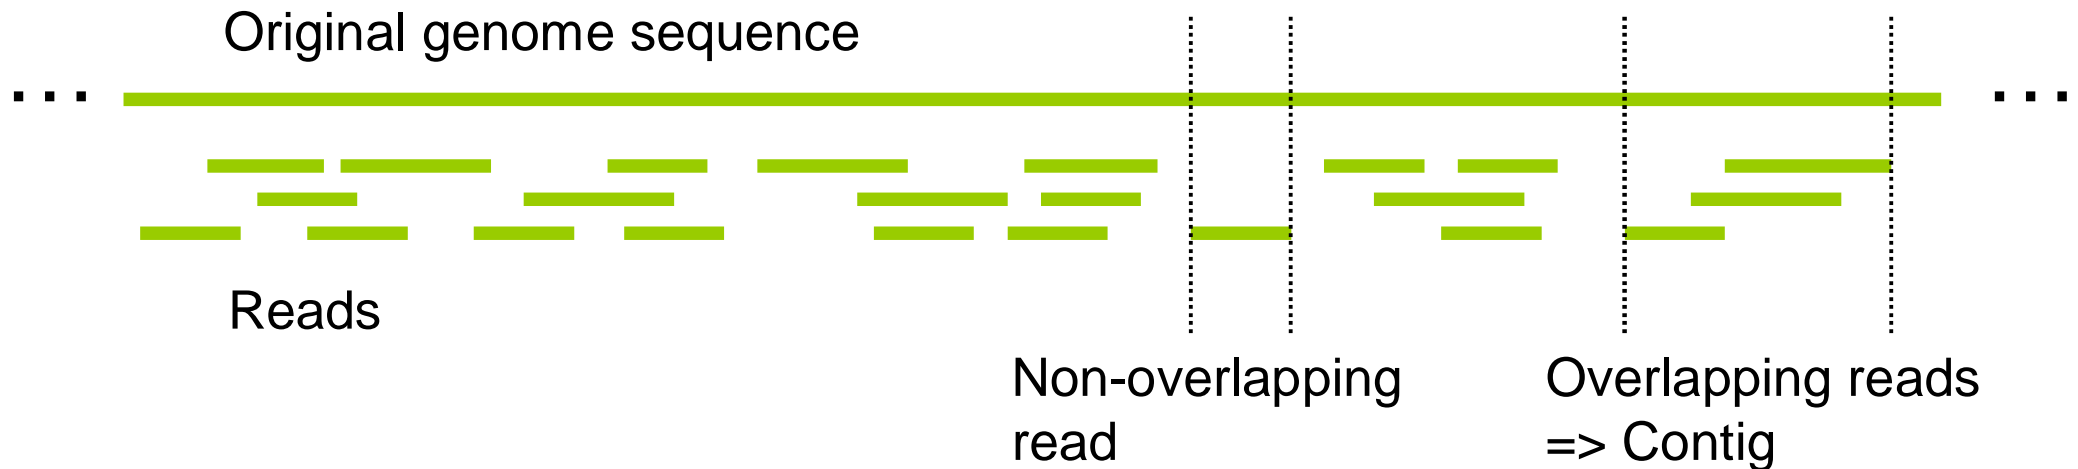 Original genome sequence
... ...
Reads
Non-overlapping
read
Overlapping reads
=> Contig